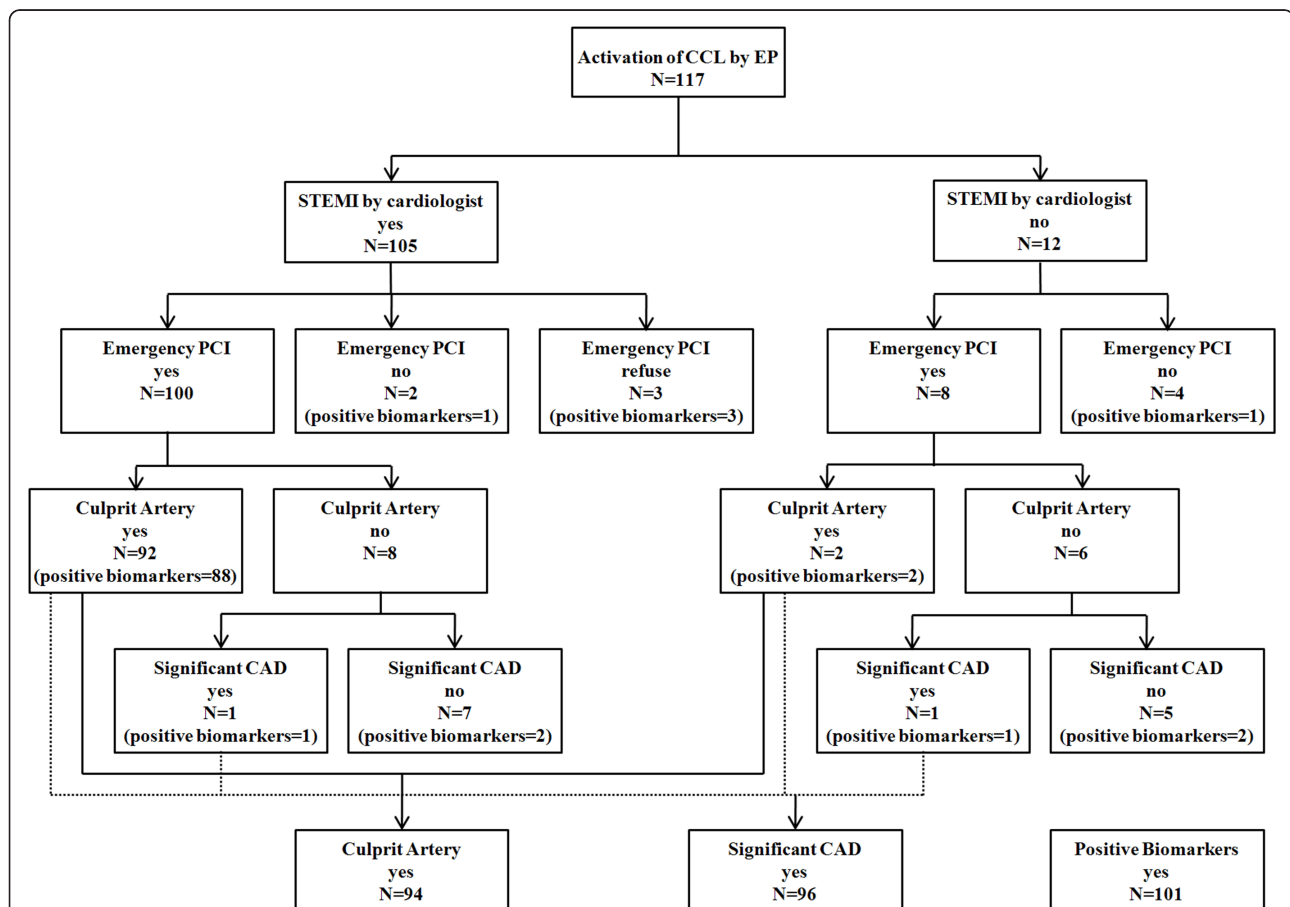 Activation of CCL by EP
N=117
STEMI by cardiologist
yes
N=105
STEMI by cardiologist
no
N=12
Emergency PCI
yes
N=100
Emergency PCI
no
N=2
(positive biomarkers=1)
Emergency PCI
refuse
N=3
(positive biomarkers=3)
Emergency PCI
yes
N=8
Emergency PCI
no
N=4
(positive biomarkers=1)
Culprit Artery
yes
N=92
(positive biomarkers=88)
Culprit Artery
no
N=8
Culprit Artery
yes
N=2
(positive biomarkers=2)
Culprit Artery
no
N=6
Significant CAD
yes
N=1
(positive biomarkers=1)
Significant CAD
no
N=7
(positive biomarkers=2)
Significant CAD
yes
N=1
(positive biomarkers=1)
Significant CAD
no
N=5
(positive biomarkers=2)
Culprit Artery
yes
N=94
Significant CAD
yes
N=96
Positive Biomarkers
yes
N=101